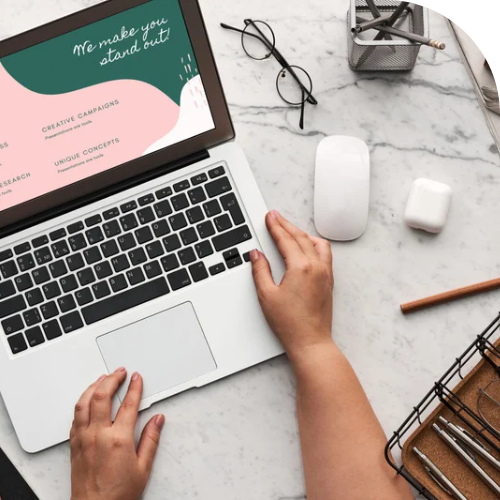 We make you
stand out!
CREATIVE CAMPAIGNS
Presentations are tools
UNIQUE CONCEPTS
Presentations are tools